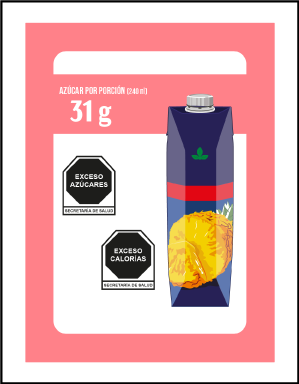 AZÚCAR POR PORCIÓN (240 ml)
31 g
EXCESO
AZÚCARES
SECRETARÍA DE SALUD
EXCESO
CALORÍAS
SECRETARÍA DE SALUD